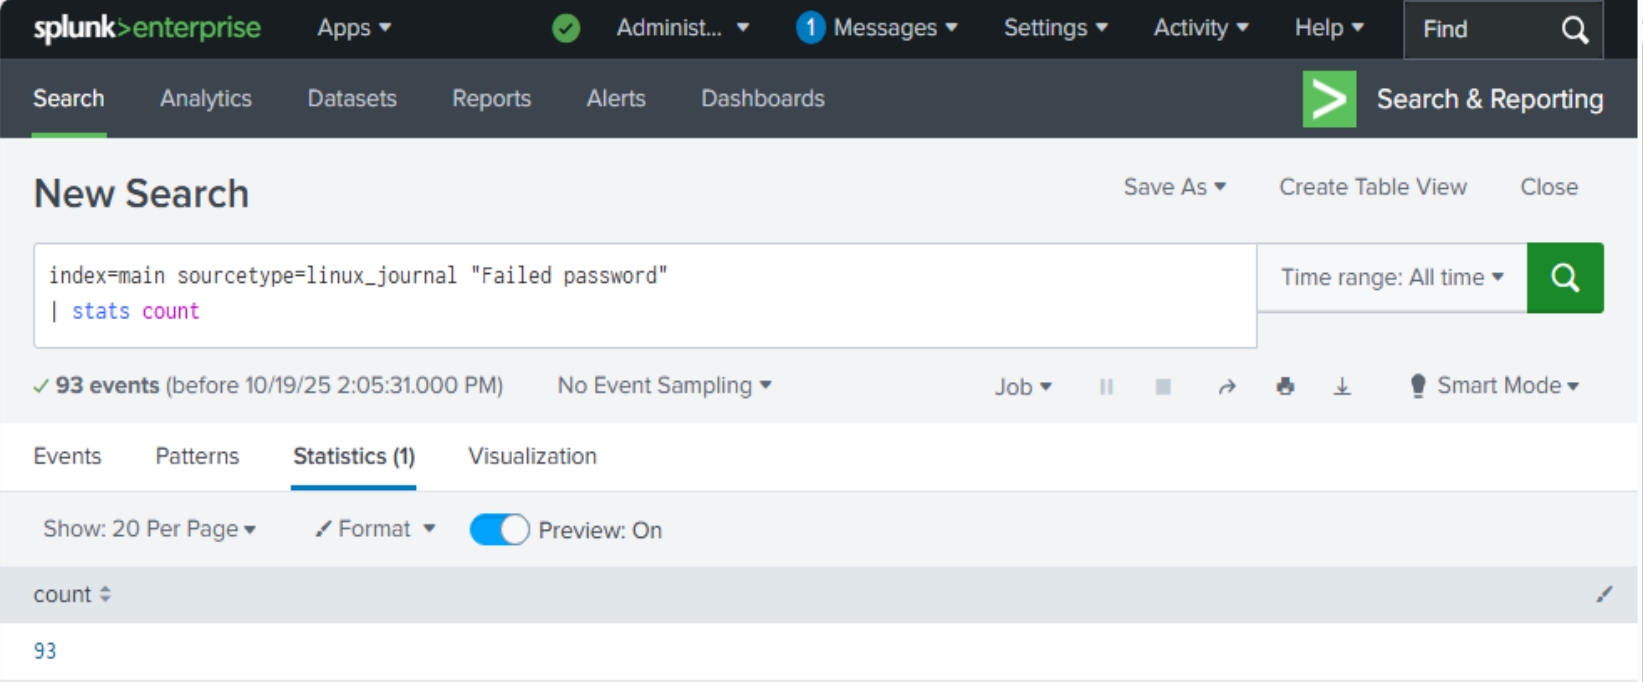 splunk>enterprise Apps Administ... 1 Messages Settings Activity Help Find
Search Analytics Datasets Reports Alerts Dashboards Search & Reporting
New Search Save As Create Table View Close
index=main sourcetype=linux_journal "Failed password" Time range: All time
| stats count
93 events (before 10/19/25 2:05:31.000 PM) No Event Sampling Job Smart Mode
Events Patterns Statistics (1) Visualization
Show: 20 Per Page Format Preview: On
count
93